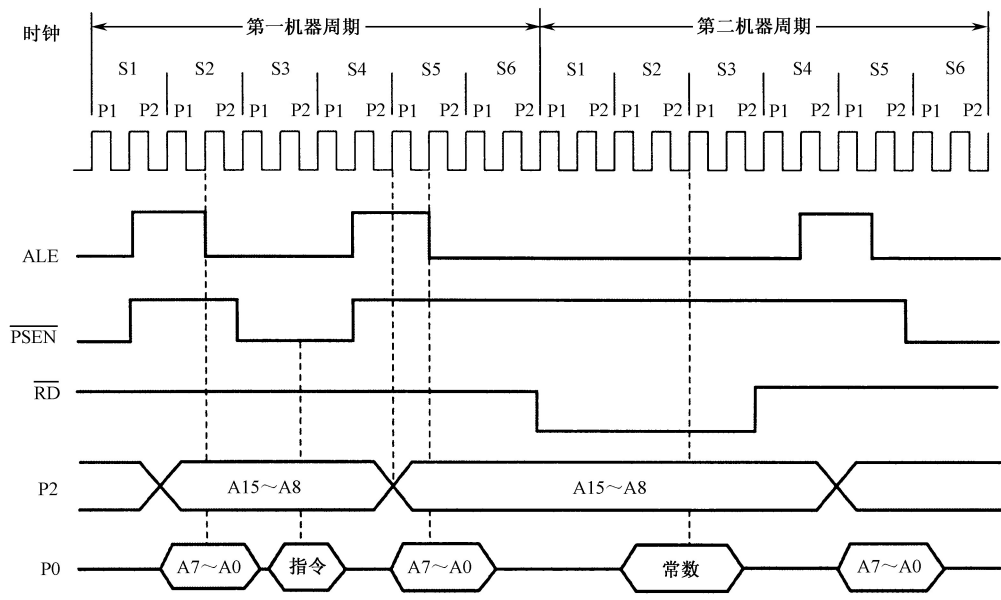 时钟 第一机器周期 第二机器周期
S1 S2 S3 S4 S5 S6 S1 S2 S3 S4 S5 S6
P1 P2 P1 P2 P1 P2 P1 P2 P1 P2 P1 P2 P1 P2 P1 P2 P1 P2 P1 P2 P1 P2 P1 P2
ALE
PSEN
RD
P2 A15～A8 A15～A8
P0 A7～A0 指令 A7～A0 常数 A7～A0